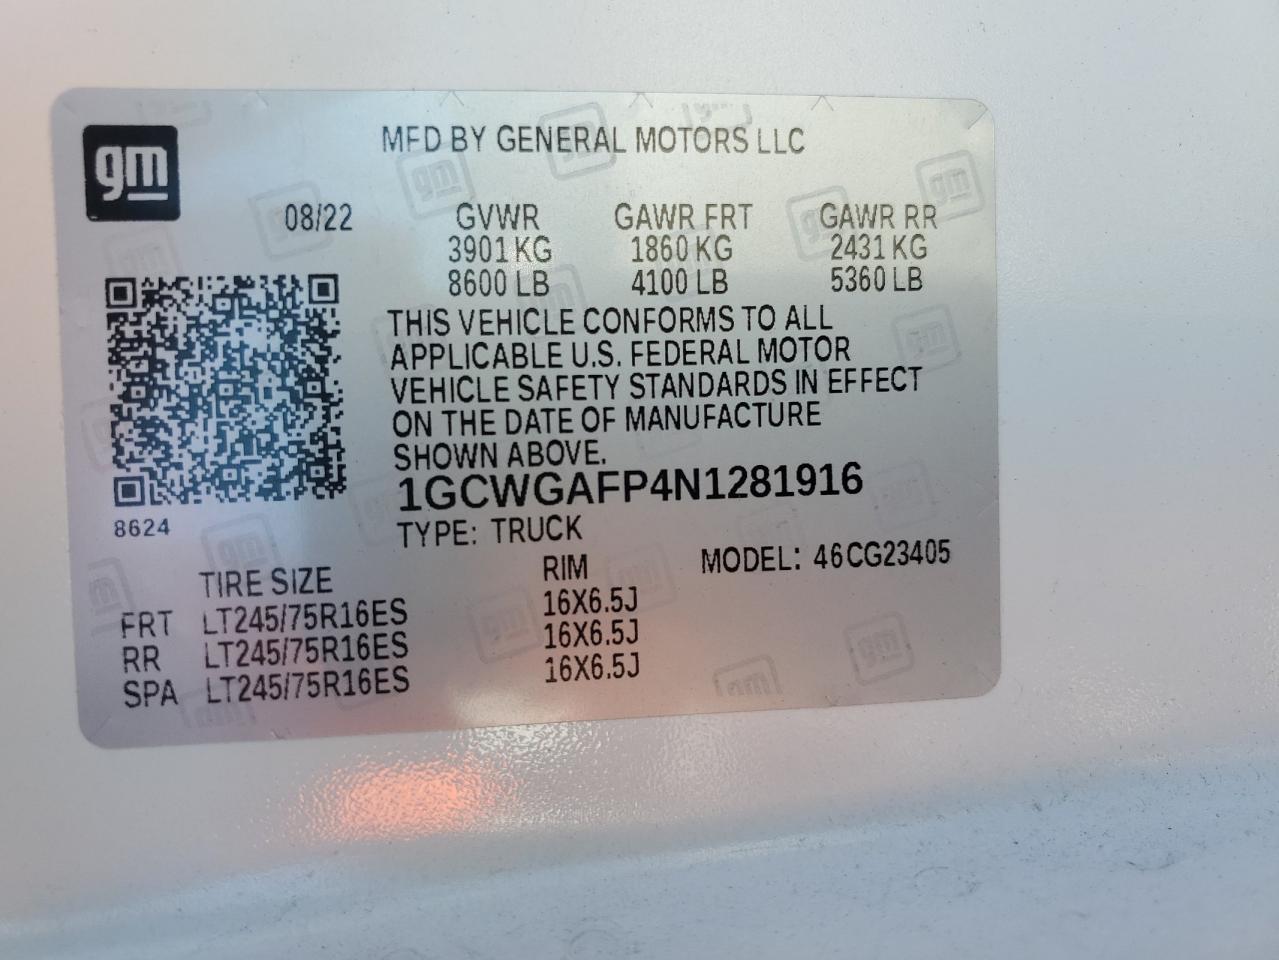 gm
MFD BY GENERAL MOTORS LLC
08/22 GVWR GAWR FRT GAWR RR
3901 KG 1860 KG 2431 KG
8600 LB 4100 LB 5360 LB
THIS VEHICLE CONFORMS TO ALL
APPLICABLE U.S. FEDERAL MOTOR
VEHICLE SAFETY STANDARDS IN EFFECT
ON THE DATE OF MANUFACTURE
SHOWN ABOVE.
1GCWGAFP4N1281916
8624
TYPE: TRUCK
TIRE SIZE RIM MODEL: 46CG23405
FRT LT245/75R16ES 16X6.5J
RR LT245/75R16ES 16X6.5J
SPA LT245/75R16ES 16X6.5J